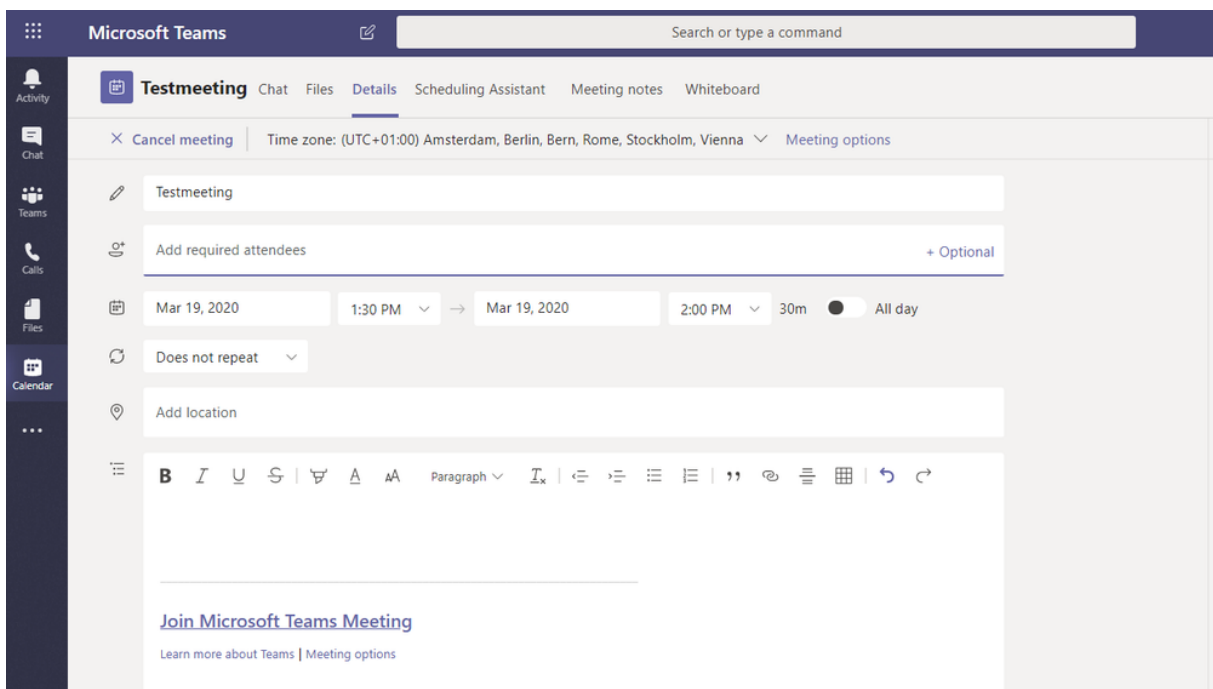 Microsoft Teams Search or type a command
Activity
Chat
Teams
Calls
Files
Calendar
Testmeeting Chat Files Details Scheduling Assistant Meeting notes Whiteboard
Cancel meeting Time zone: (UTC+01:00) Amsterdam, Berlin, Bern, Rome, Stockholm, Vienna Meeting options
Testmeeting
Add required attendees + Optional
Mar 19, 2020 1:30 PM → Mar 19, 2020 2:00 PM 30m All day
Does not repeat
Add location
B I U S A AA Paragraph Tx
Join Microsoft Teams Meeting
Learn more about Teams | Meeting options